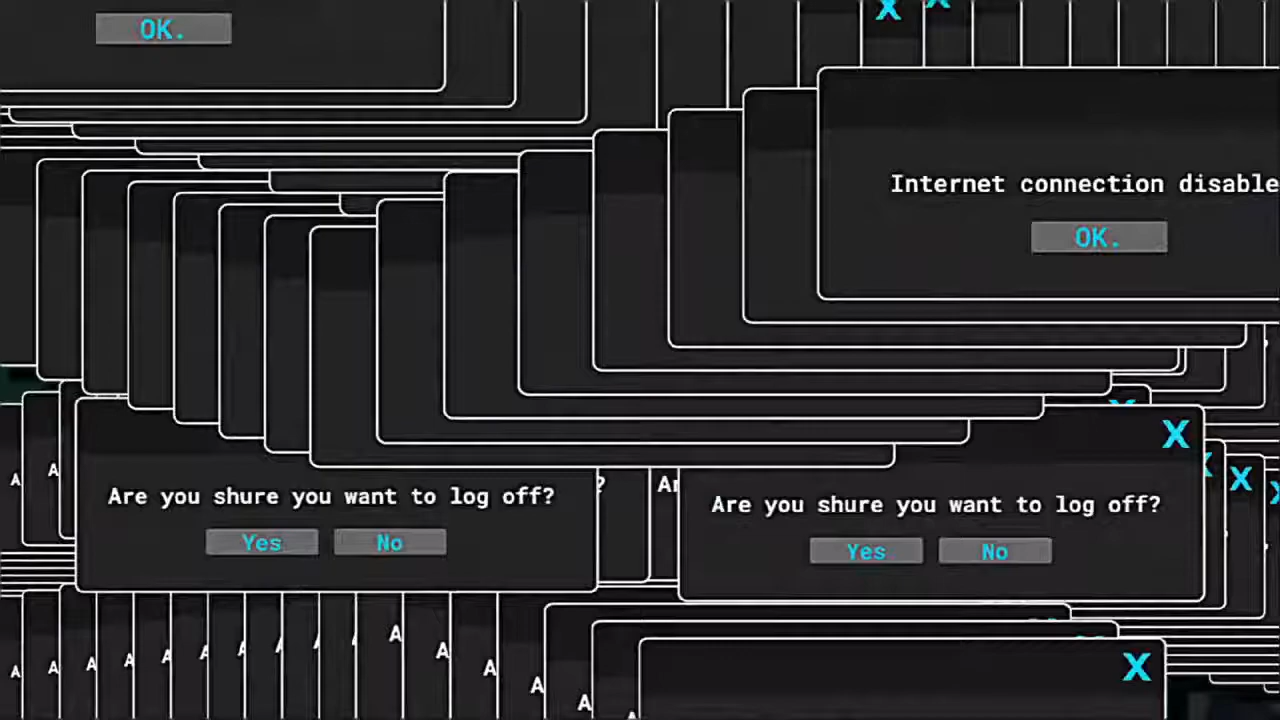 X X
OK.
Internet connection disable
OK.
X
X
Are you shure you want to log off?
Yes No
Are you shure you want to log off?
Yes No
A
A
?
Ar
A A A A A A A A A A
A
A
A
A
X